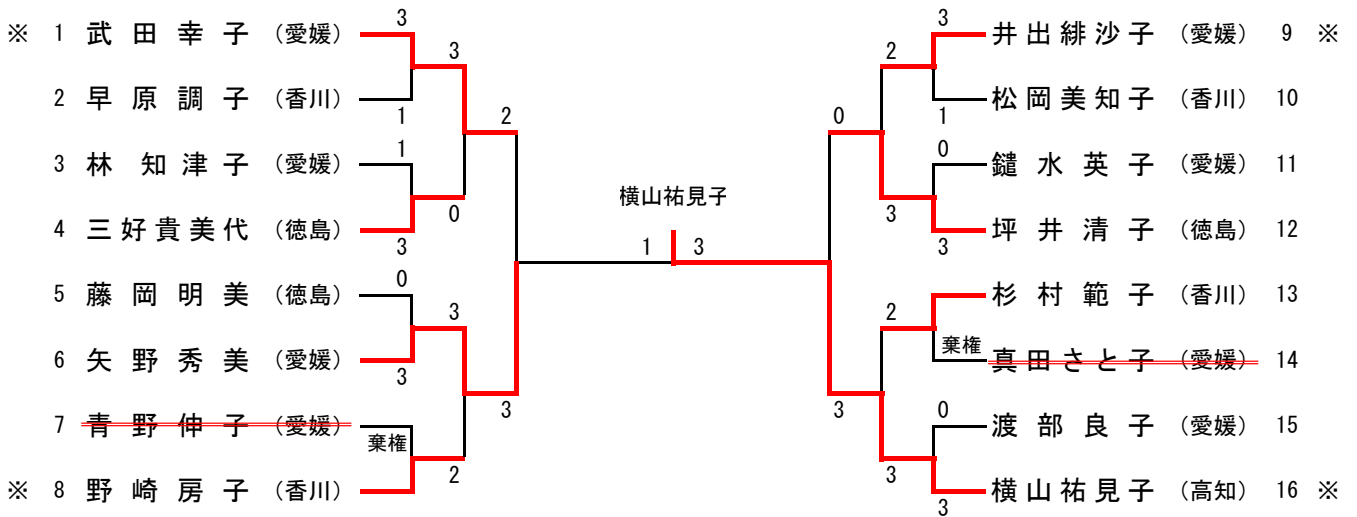 3 3
※ 1 武田幸子 (愛媛) 井出緋沙子 (愛媛) 9 ※
3 2
2 早原調子 (香川) 松岡美知子 (香川) 10
1 2 0 1
1 0
3 林知津子 (愛媛) 鑓水英子 (愛媛) 11
横山祐見子
0 3
4 三好貴美代 (徳島) 坪井清子 (徳島) 12
3 1 3 3
0
5 藤岡明美 (徳島) 杉村範子 (香川) 13
3 2
棄権
6 矢野秀美 (愛媛) 真田さと子 (愛媛) 14
3
3 3 0
7 青野伸子 (愛媛) 渡部良子 (愛媛) 15
棄権
2 3
※ 8 野崎房子 (香川) 横山祐見子 (高知) 16 ※
3